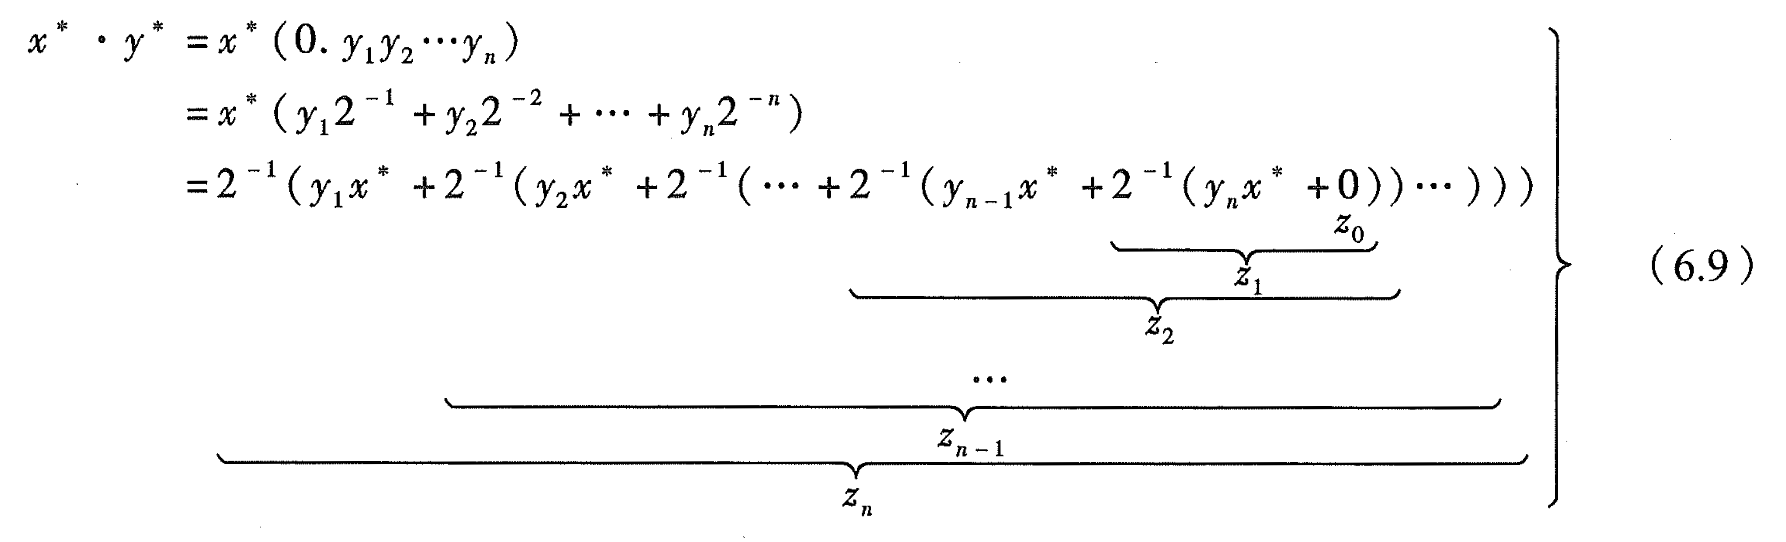 x* · y* = x*(0. y₁y₂⋯yₙ)
= x*(y₁2⁻¹ + y₂2⁻² + ⋯ + yₙ2⁻ⁿ)
= 2⁻¹(y₁x* + 2⁻¹(y₂x* + 2⁻¹(⋯ + 2⁻¹(yₙ₋₁x* + 2⁻¹(yₙx* + 0))⋯)))
z₀
z₁
(6.9)
z₂
⋯
zₙ₋₁
zₙ